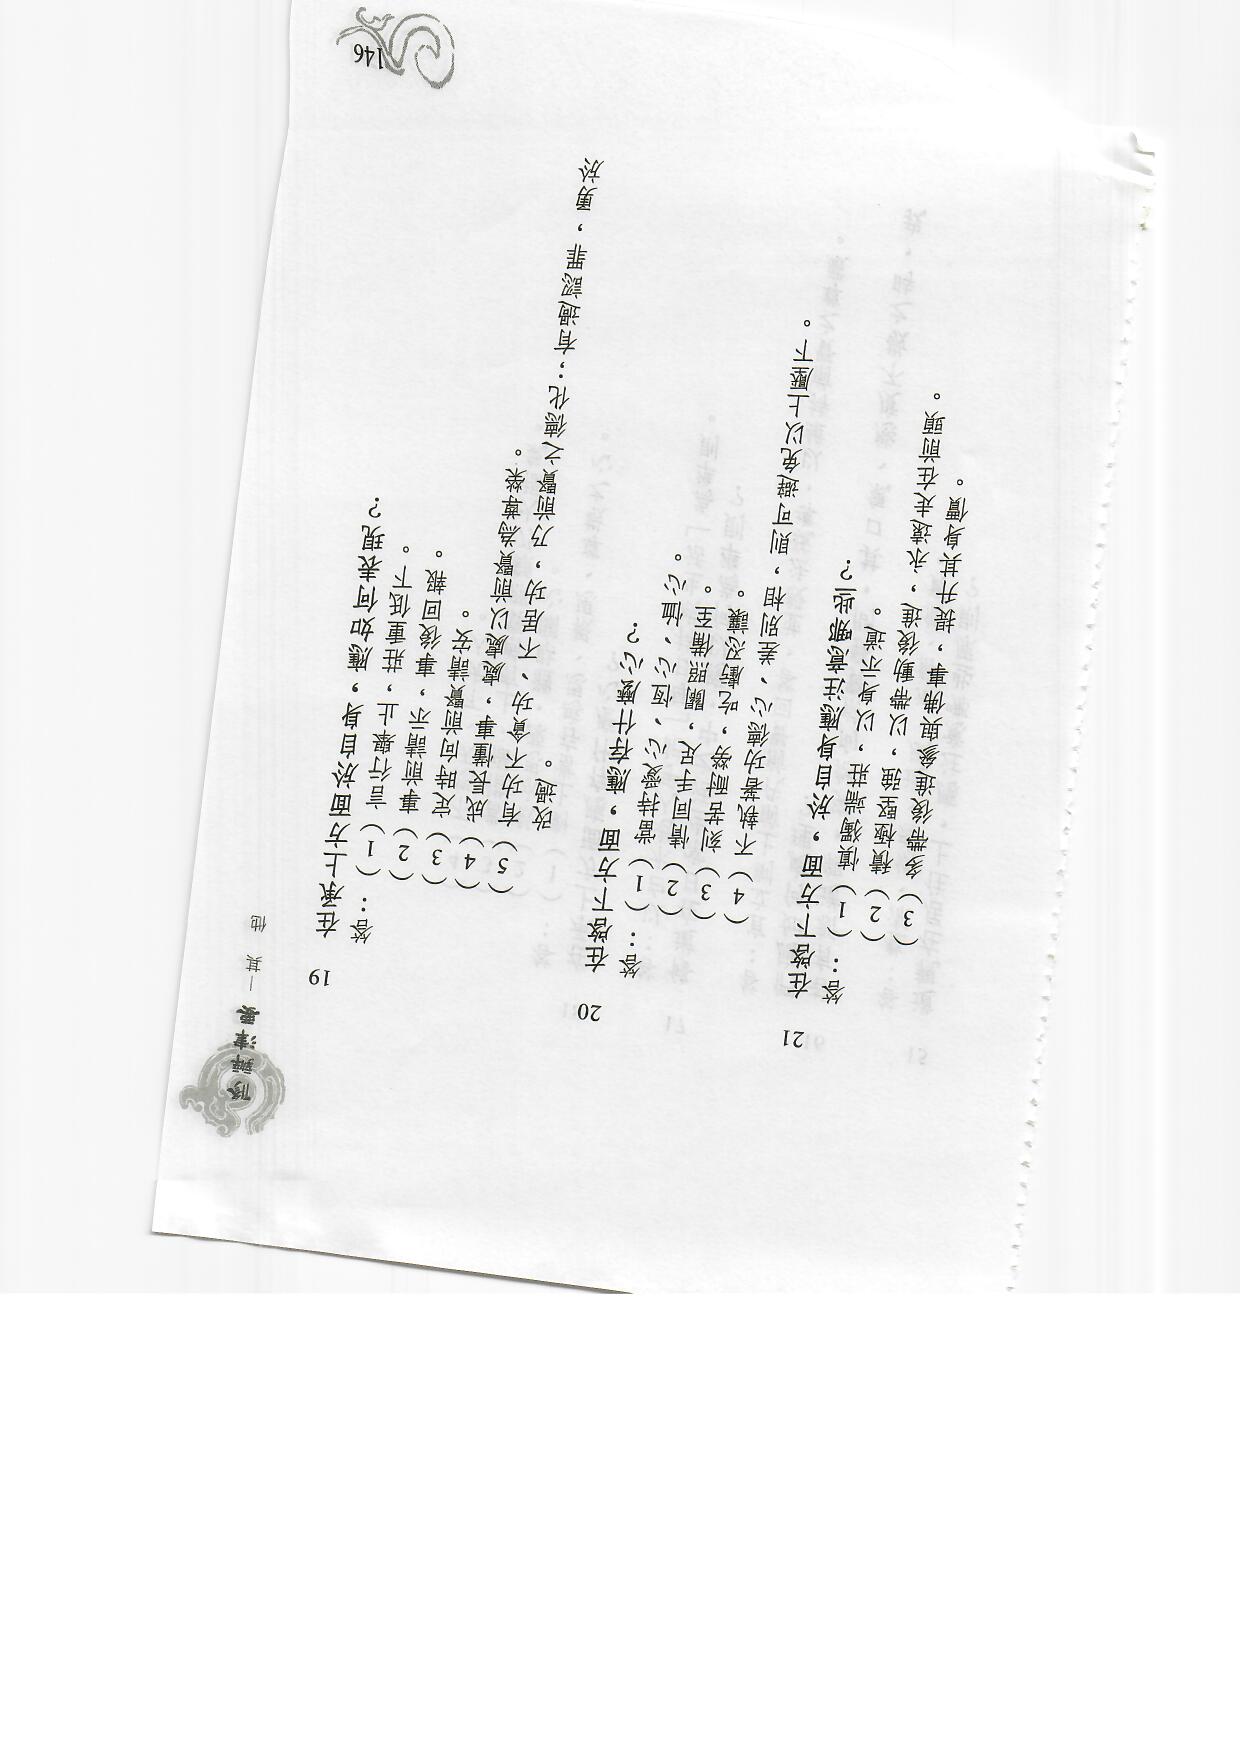 修辦津要—其他
19 在承上方面於自身，應如何表現？
答：（1）言行舉止，莊重低下。
（2）事前請示，事後回報。
（3）定時向前賢請安。
（4）成長懂事，處處以前賢為尊榮。
（5）有功不貪功、不居功，乃前賢之德化；有過認罪，勇於
改過。
20 在啓下方面，應存什麼心？
答：（1）當持愛心、恆心、恤心。
（2）情同手足，關照備至。
（3）刻苦耐勞，吃虧忍讓。
（4）不執著功德心、差別相，則可避免以上壓下。
21 在啓下方面，於自身應注意哪些？
答：（1）慎獨端莊，以身示道。
（2）積極堅強，以帶動後進，永遠走在前頭。
（3）多帶後進參與佛事，提升其身價。
146